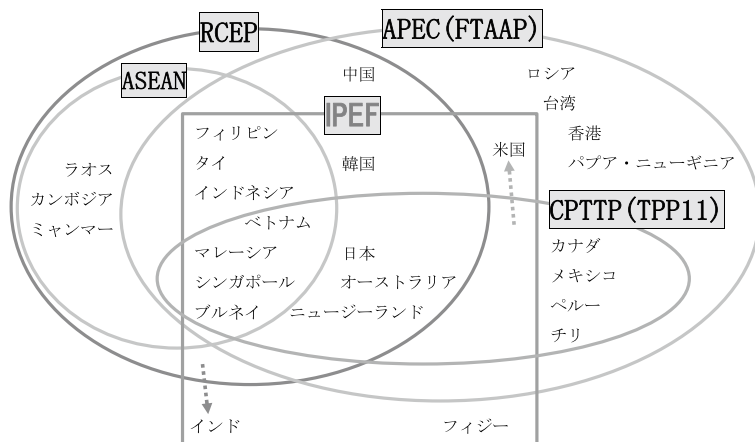 RCEP
APEC(FTAAP)
ASEAN
中国
ロシア
IPEF
台湾
フィリピン
香港
米国
タイ
韓国
パプア・ニューギニア
ラオス
インドネシア
カンボジア
CPTTP(TPP11)
ミャンマー
ベトナム
カナダ
マレーシア
日本
メキシコ
シンガポール
オーストラリア
ペルー
ブルネイ
ニュージーランド
チリ
インド
フィジー